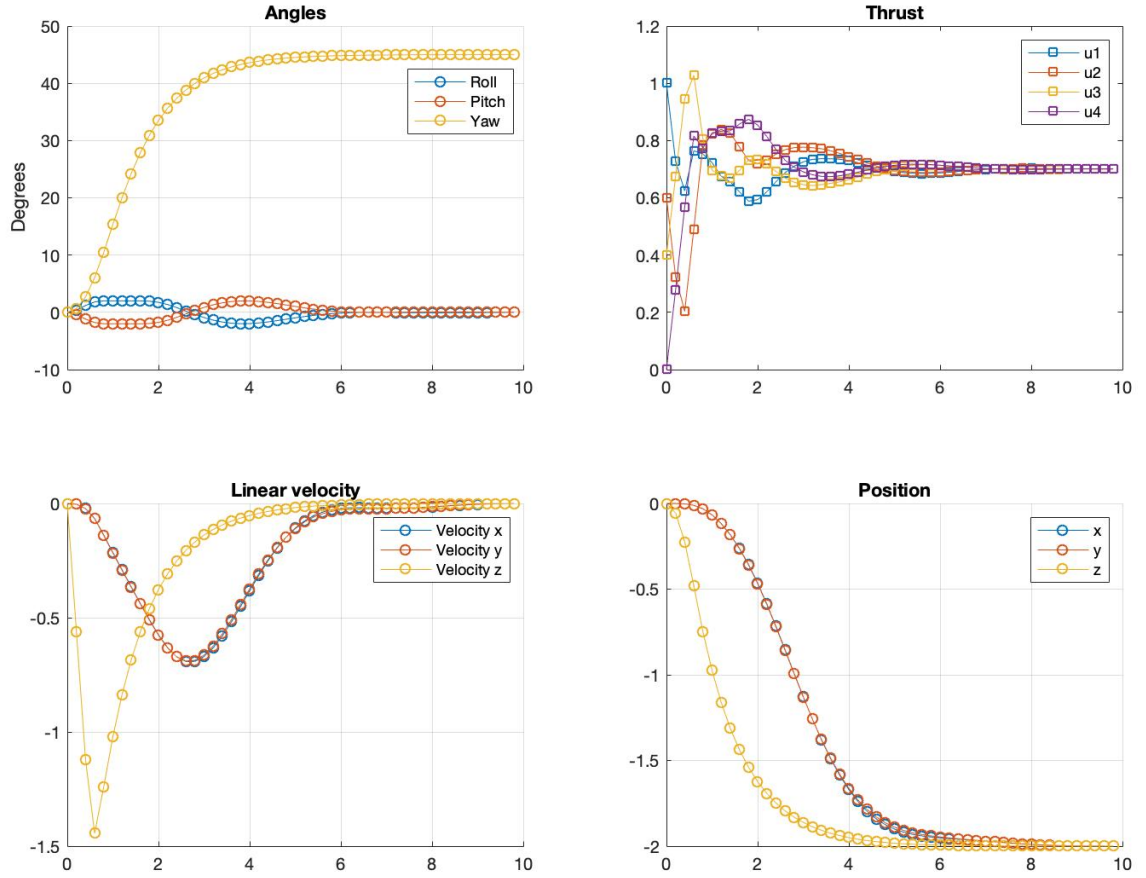 Angles
50
40
30
20
10
0
-10
Degrees
Roll
Pitch
Yaw
0 2 4 6 8 10
Thrust
1.2
1
0.8
0.6
0.4
0.2
0
u1
u2
u3
u4
0 2 4 6 8 10
Linear velocity
0
-0.5
-1
-1.5
Velocity x
Velocity y
Velocity z
0 2 4 6 8 10
Position
0
-0.5
-1
-1.5
-2
x
y
z
0 2 4 6 8 10